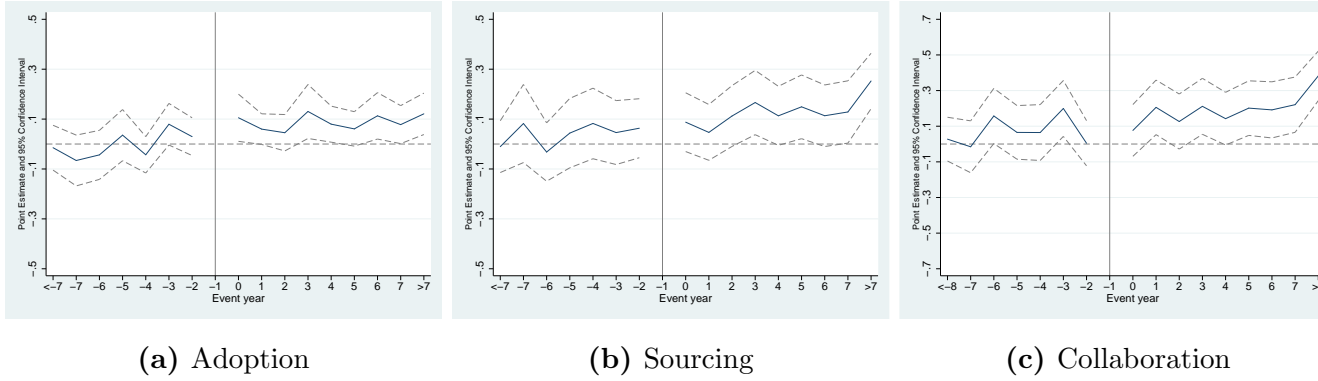 Point Estimate and 95% Confidence Interval
.5
.3
.1
−.1
−.3
−.5
<−7 −7 −6 −5 −4 −3 −2 −1 0 1 2 3 4 5 6 7 >7
Event year
(a) Adoption
Point Estimate and 95% Confidence Interval
.5
.3
.1
−.1
−.3
−.5
<−7 −7 −6 −5 −4 −3 −2 −1 0 1 2 3 4 5 6 7 >7
Event year
(b) Sourcing
Point Estimate and 95% Confidence Interval
.7
.5
.3
.1
−.1
−.3
−.5
−.7
<−8 −7 −6 −5 −4 −3 −2 −1 0 1 2 3 4 5 6 7 >
Event year
(c) Collaboration